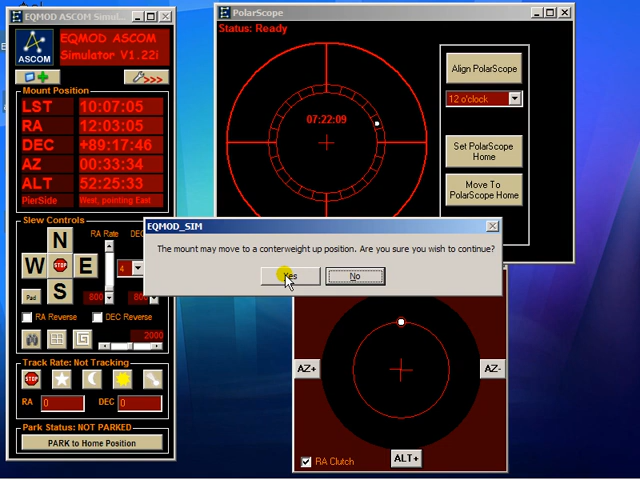 EQMOD ASCOM Simul...
EQMOD ASCOM
Simulator V1.22i
ASCOM
>>>
Mount Position
LST 10:07:05
RA 12:03:05
DEC +89:17:46
AZ 00:33:34
ALT 52:25:33
PierSide West, pointing East
Slew Controls
RA Rate
N
W STOP E
4
S
Pad
800
RA Reverse DEC Reverse
2000
Track Rate: Not Tracking
STOP
RA 0 DEC 0
Park Status: NOT PARKED
PARK to Home Position
PolarScope
Status: Ready
07:22:09
Align PolarScope
12 o'clock
Set PolarScope
Home
Move To
PolarScope Home
EQMOD_SIM
The mount may move to a conterweight up position. Are you sure you wish to continue?
Yes No
AZ+ AZ-
ALT+
RA Clutch